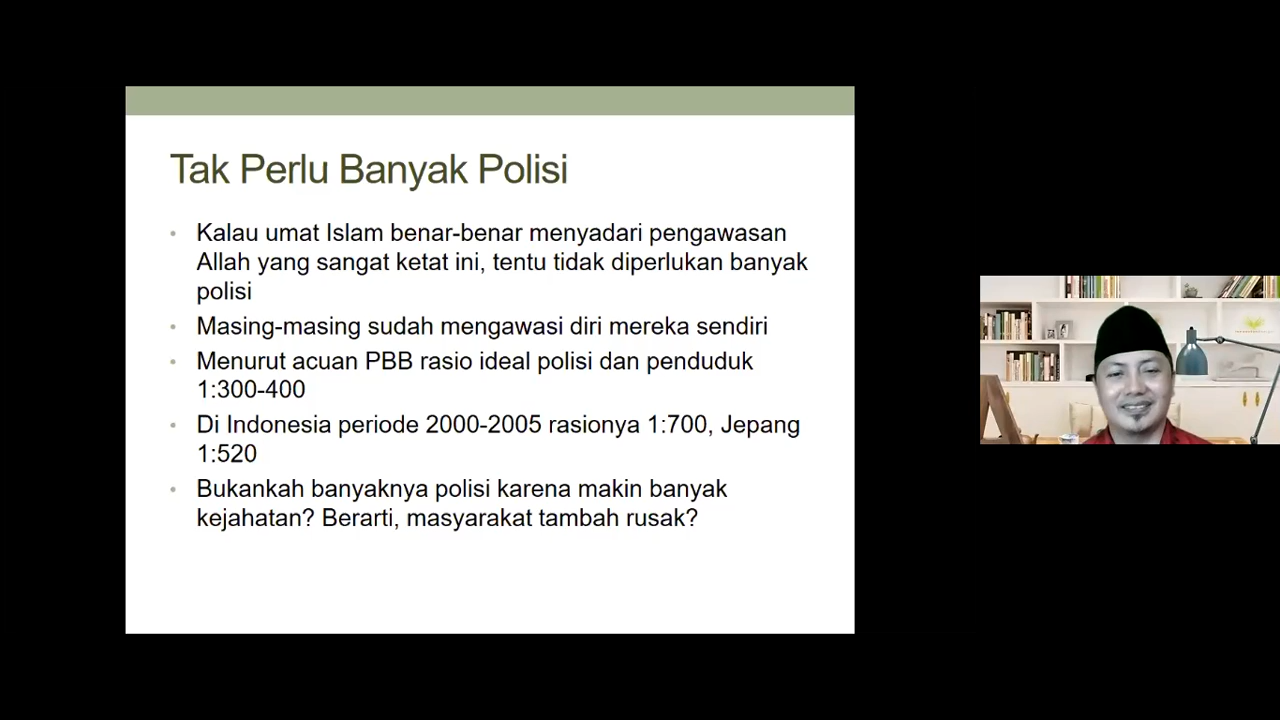 Tak Perlu Banyak Polisi
• Kalau umat Islam benar-benar menyadari pengawasan
Allah yang sangat ketat ini, tentu tidak diperlukan banyak
polisi
• Masing-masing sudah mengawasi diri mereka sendiri
• Menurut acuan PBB rasio ideal polisi dan penduduk
1:300-400
• Di Indonesia periode 2000-2005 rasionya 1:700, Jepang
1:520
• Bukankah banyaknya polisi karena makin banyak
kejahatan? Berarti, masyarakat tambah rusak?